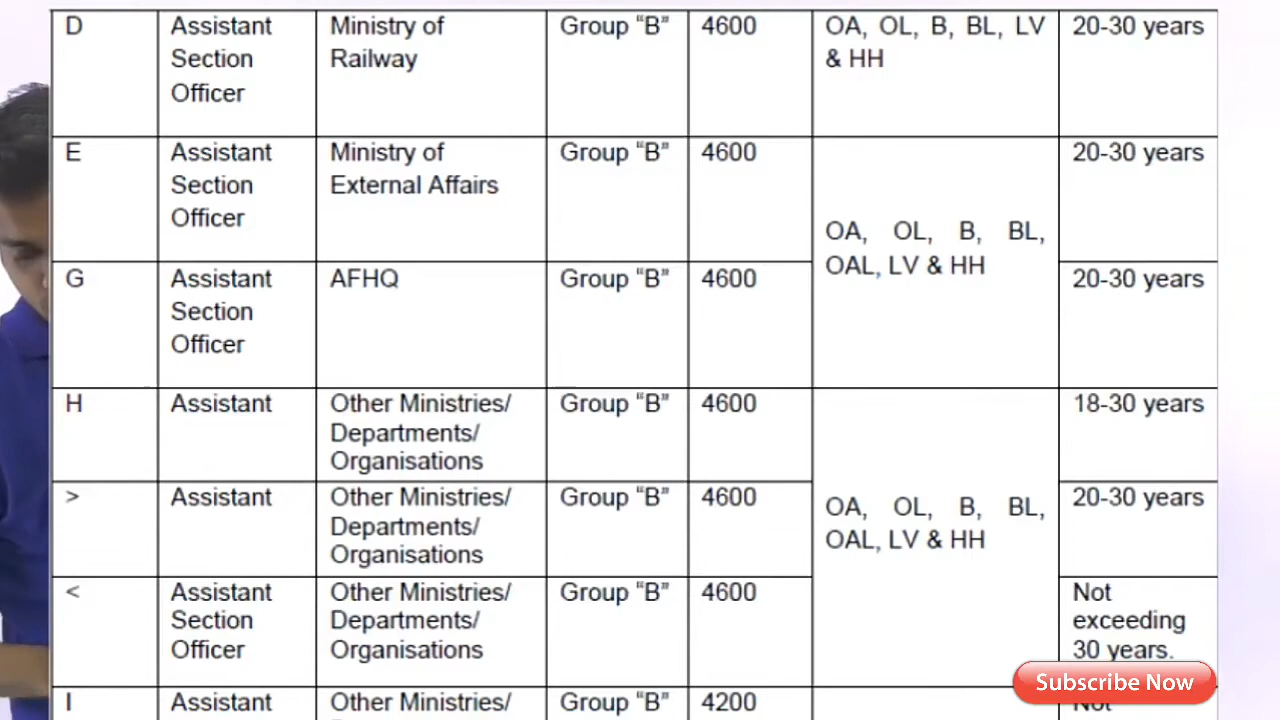 D Assistant Ministry of Group “B” 4600 OA, OL, B, BL, LV 20-30 years
Section Railway & HH
Officer
E Assistant Ministry of Group “B” 4600 20-30 years
Section External Affairs
Officer
OA, OL, B, BL,
OAL, LV & HH
G Assistant AFHQ Group “B” 4600 20-30 years
Section
Officer
H Assistant Other Ministries/ Group “B” 4600 18-30 years
Departments/
Organisations
> Assistant Other Ministries/ Group “B” 4600 20-30 years
Departments/
Organisations
OA, OL, B, BL,
OAL, LV & HH
< Assistant Other Ministries/ Group “B” 4600 Not
Section Departments/ exceeding
Officer Organisations 30 years.
Subscribe Now
I Assistant Other Ministries/ Group “B” 4200 Not